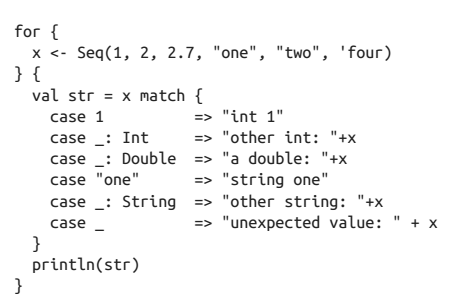 for {
  x <- Seq(1, 2, 2.7, "one", "two", 'four)
} {
  val str = x match {
    case 1          => "int 1"
    case _: Int     => "other int: "+x
    case _: Double  => "a double: "+x
    case "one"      => "string one"
    case _: String  => "other string: "+x
    case _          => "unexpected value: " + x
  }
  println(str)
}